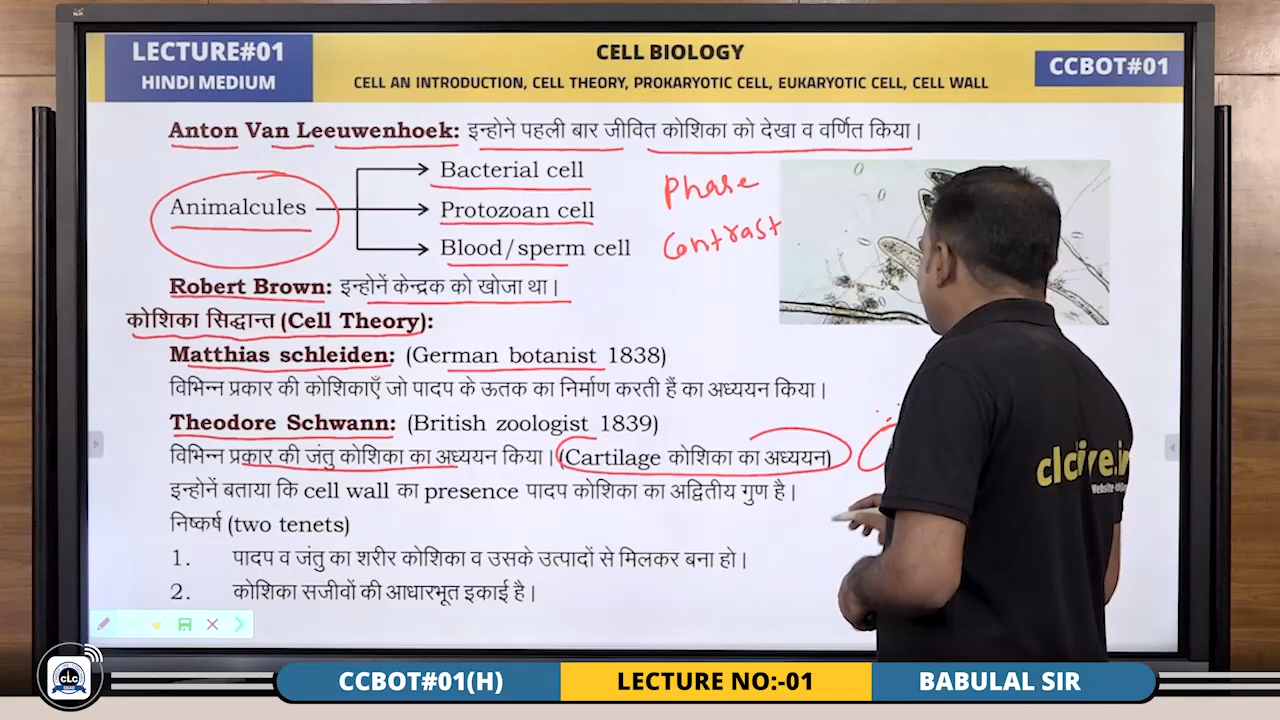 LECTURE#01
HINDI MEDIUM
CELL BIOLOGY
CELL AN INTRODUCTION, CELL THEORY, PROKARYOTIC CELL, EUKARYOTIC CELL, CELL WALL
CCBOT#01
Anton Van Leeuwenhoek: इन्होने पहली बार जीवित कोशिका को देखा व वर्णित किया।
Bacterial cell
Animalcules
Protozoan cell
Blood/sperm cell
Phase
Contrast
Robert Brown: इन्होनें केन्द्रक को खोजा था।
कोशिका सिद्धान्त (Cell Theory):
Matthias schleiden: (German botanist 1838)
विभिन्न प्रकार की कोशिकाएँ जो पादप के ऊतक का निर्माण करती हैं का अध्ययन किया।
Theodore Schwann: (British zoologist 1839)
विभिन्न प्रकार की जंतु कोशिका का अध्ययन किया। (Cartilage कोशिका का अध्ययन)
इन्होनें बताया कि cell wall का presence पादप कोशिका का अद्वितीय गुण है।
निष्कर्ष (two tenets)
1. पादप व जंतु का शरीर कोशिका व उसके उत्पादों से मिलकर बना हो।
2. कोशिका सजीवों की आधारभूत इकाई है।
CLC
CCBOT#01(H)
LECTURE NO:-01
BABULAL SIR